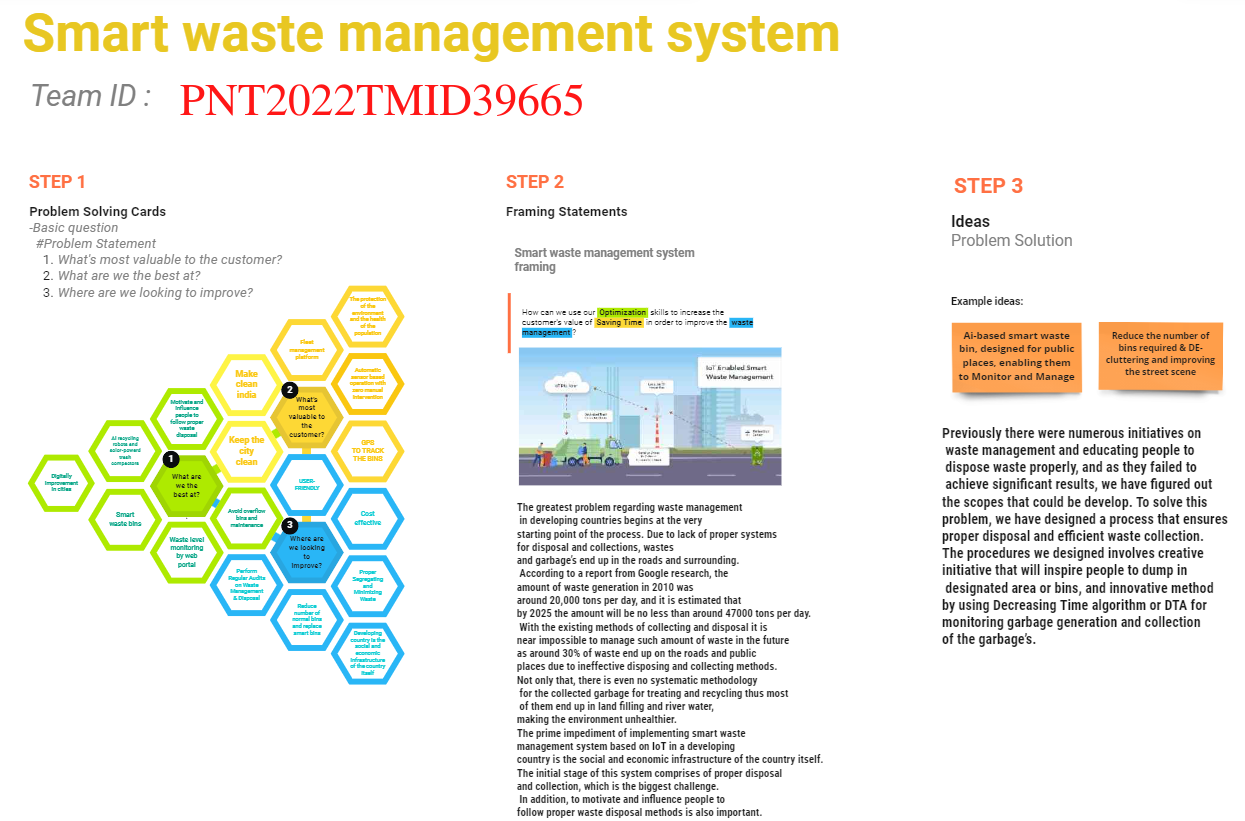 Smart waste management system
Team ID :
PNT2022TMID39665
STEP 1
Problem Solving Cards
-Basic question
#Problem Statement
1. What's most valuable to the customer?
2. What are we the best at?
3. Where are we looking to improve?
The protection
of the
environment
and the health
of the
population
Fleet
management
platform
Make
clean
india
Automatic
sensor based
operation with
zero manual
intervention
2
What's
most
valuable to
the
customer?
Motivate and
influence
people to
follow proper
waste
disposal
AI recycling
robots and
solar-powerd
trash
compactors
Keep the
city
clean
GPS
TO TRACK
THE BINS
1
What are
we the
best at?
Digitally
improvement
in cities
USER-
FRIENDLY
Smart
waste bins
Avoid overflow
bins and
maintenance
Cost
effective
3
Where are
we looking
to
improve?
Waste level
monitoring
by web
portal
Perform
Regular Audits
on Waste
Management
& Disposal
Proper
Segregating
and
Minimizing
Waste
Reduce
number of
normal bins
and replace
smart bins
Developing
country is the
social and
economic
infrastructure
of the country
itself
STEP 2
Framing Statements
Smart waste management system
framing
How can we use our Optimization skills to increase the
customer's value of Saving Time in order to improve the waste
management ?
IoT Enabled Smart
Waste Management
The greatest problem regarding waste management
in developing countries begins at the very
starting point of the process. Due to lack of proper systems
for disposal and collections, wastes
and garbage's end up in the roads and surrounding.
According to a report from Google research, the
amount of waste generation in 2010 was
around 20,000 tons per day, and it is estimated that
by 2025 the amount will be no less than around 47000 tons per day.
With the existing methods of collecting and disposal it is
near impossible to manage such amount of waste in the future
as around 30% of waste end up on the roads and public
places due to ineffective disposing and collecting methods.
Not only that, there is even no systematic methodology
for the collected garbage for treating and recycling thus most
of them end up in land filling and river water,
making the environment unhealthier.
The prime impediment of implementing smart waste
management system based on IoT in a developing
country is the social and economic infrastructure of the country itself.
The initial stage of this system comprises of proper disposal
and collection, which is the biggest challenge.
In addition, to motivate and influence people to
follow proper waste disposal methods is also important.
STEP 3
Ideas
Problem Solution
Example ideas:
Ai-based smart waste
bin, designed for public
places, enabling them
to Monitor and Manage
Reduce the number of
bins required & DE-
cluttering and improving
the street scene
Previously there were numerous initiatives on
waste management and educating people to
dispose waste properly, and as they failed to
achieve significant results, we have figured out
the scopes that could be develop. To solve this
problem, we have designed a process that ensures
proper disposal and efficient waste collection.
The procedures we designed involves creative
initiative that will inspire people to dump in
designated area or bins, and innovative method
by using Decreasing Time algorithm or DTA for
monitoring garbage generation and collection
of the garbage's.